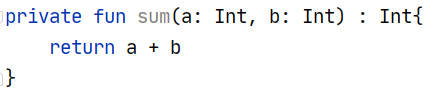 private fun sum(a: Int, b: Int) : Int{
    return a + b
}